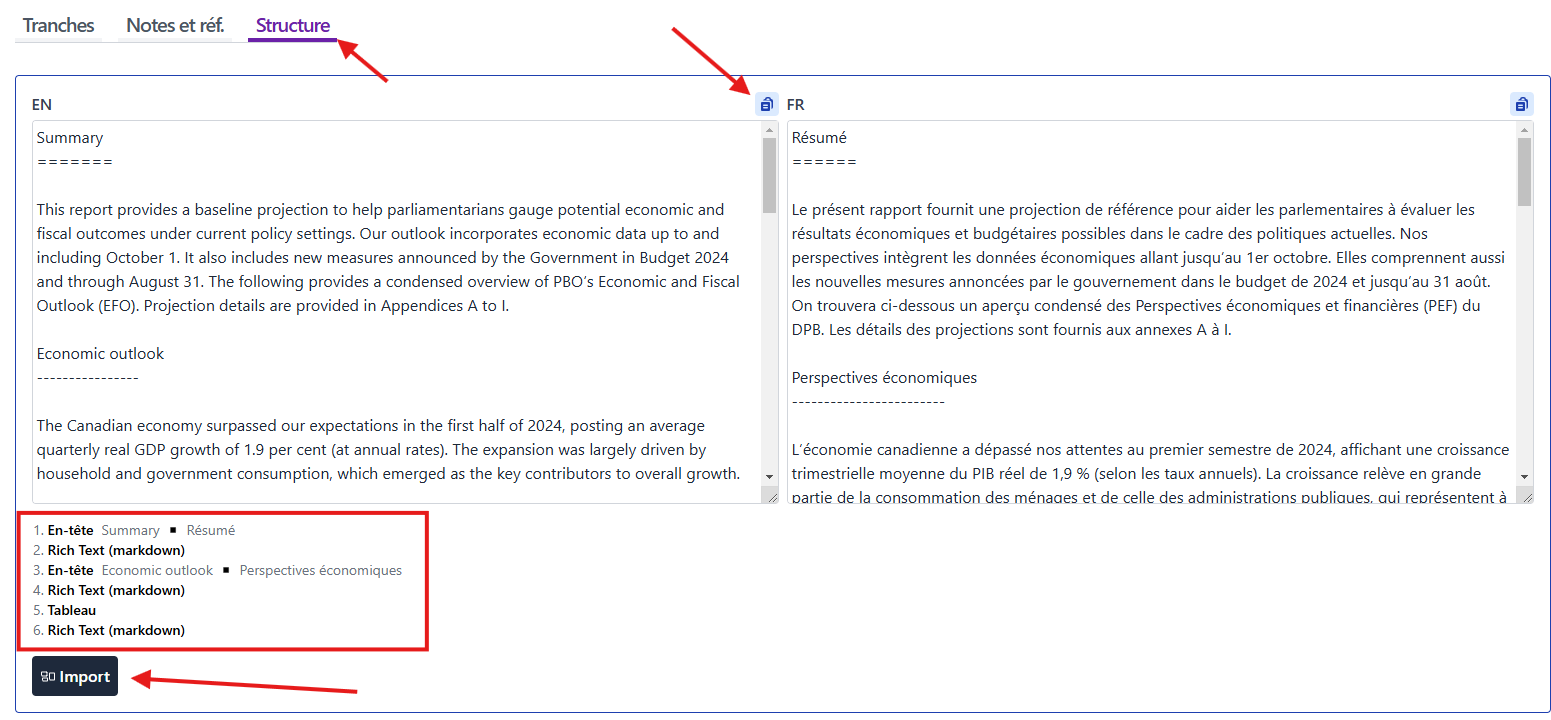 Tranches Notes et réf. Structure
EN
Summary
=======
This report provides a baseline projection to help parliamentarians gauge potential economic and
fiscal outcomes under current policy settings. Our outlook incorporates economic data up to and
including October 1. It also includes new measures announced by the Government in Budget 2024
and through August 31. The following provides a condensed overview of PBO’s Economic and Fiscal
Outlook (EFO). Projection details are provided in Appendices A to I.
Economic outlook
----------------
The Canadian economy surpassed our expectations in the first half of 2024, posting an average
quarterly real GDP growth of 1.9 per cent (at annual rates). The expansion was largely driven by
household and government consumption, which emerged as the key contributors to overall growth.
FR
Résumé
======
Le présent rapport fournit une projection de référence pour aider les parlementaires à évaluer les
résultats économiques et budgétaires possibles dans le cadre des politiques actuelles. Nos
perspectives intègrent les données économiques allant jusqu’au 1er octobre. Elles comprennent aussi
les nouvelles mesures annoncées par le gouvernement dans le budget de 2024 et jusqu’au 31 août.
On trouvera ci-dessous un aperçu condensé des Perspectives économiques et financières (PEF) du
DPB. Les détails des projections sont fournis aux annexes A à I.
Perspectives économiques
------------------------
L’économie canadienne a dépassé nos attentes au premier semestre de 2024, affichant une croissance
trimestrielle moyenne du PIB réel de 1,9 % (selon les taux annuels). La croissance relève en grande
partie de la consommation des ménages et de celle des administrations publiques, qui représentent à
1. En-tête Summary ▪ Résumé
2. Rich Text (markdown)
3. En-tête Economic outlook ▪ Perspectives économiques
4. Rich Text (markdown)
5. Tableau
6. Rich Text (markdown)
Import